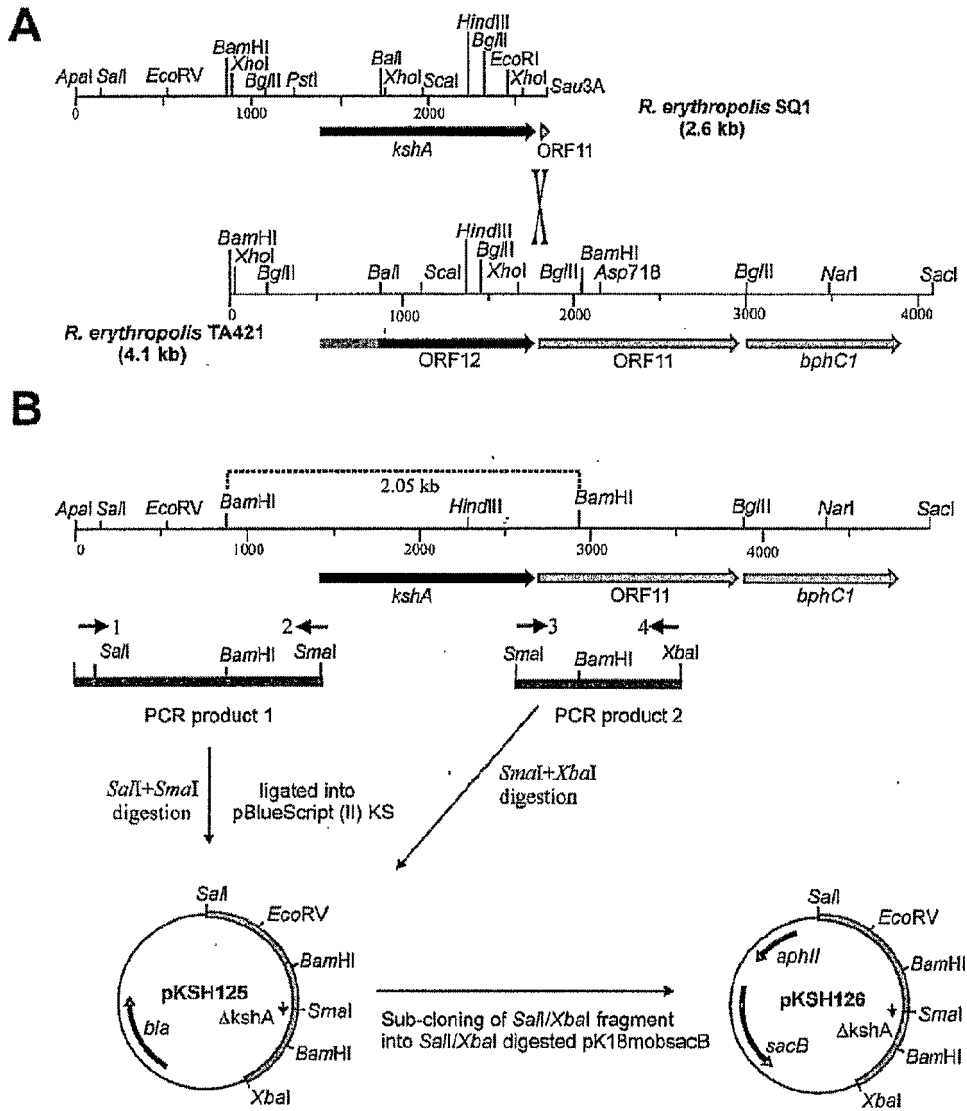 A
HindIII
BamHI
BglII
XhoI
BalI
EcoRI
ApaI SalI
EcoRV
BglII PstI
XhoI ScaI
XhoI
Sau3A
0
1000
2000
R. erythropolis SQ1
(2.6 kb)
kshA
ORF11
HindIII
BamHI
BglII
BamHI
XhoI
BglII
BalI
ScaI
XhoI
BglII
Asp718
BglII
NarI
SacI
0
1000
2000
3000
4000
R. erythropolis TA421
(4.1 kb)
ORF12
ORF11
bphC1
B
2.05 kb
ApaI SalI
EcoRV
BamHI
HindIII
BamHI
BglII
NarI
SacI
0
1000
2000
3000
4000
kshA
ORF11
bphC1
1
2
3
4
SalI
BamHI
SmaI
SmaI
BamHI
XbaI
PCR product 1
PCR product 2
SalI+SmaI
digestion
ligated into
pBlueScript (II) KS
SmaI+XbaI
digestion
SalI
EcoRV
BamHI
pKSH125
ΔkshA
SmaI
bla
BamHI
XbaI
Sub-cloning of SalI/XbaI fragment
into SalI/XbaI digested pK18mobsacB
SalI
EcoRV
aphII
BamHI
pKSH126
SmaI
ΔkshA
sacB
BamHI
XbaI